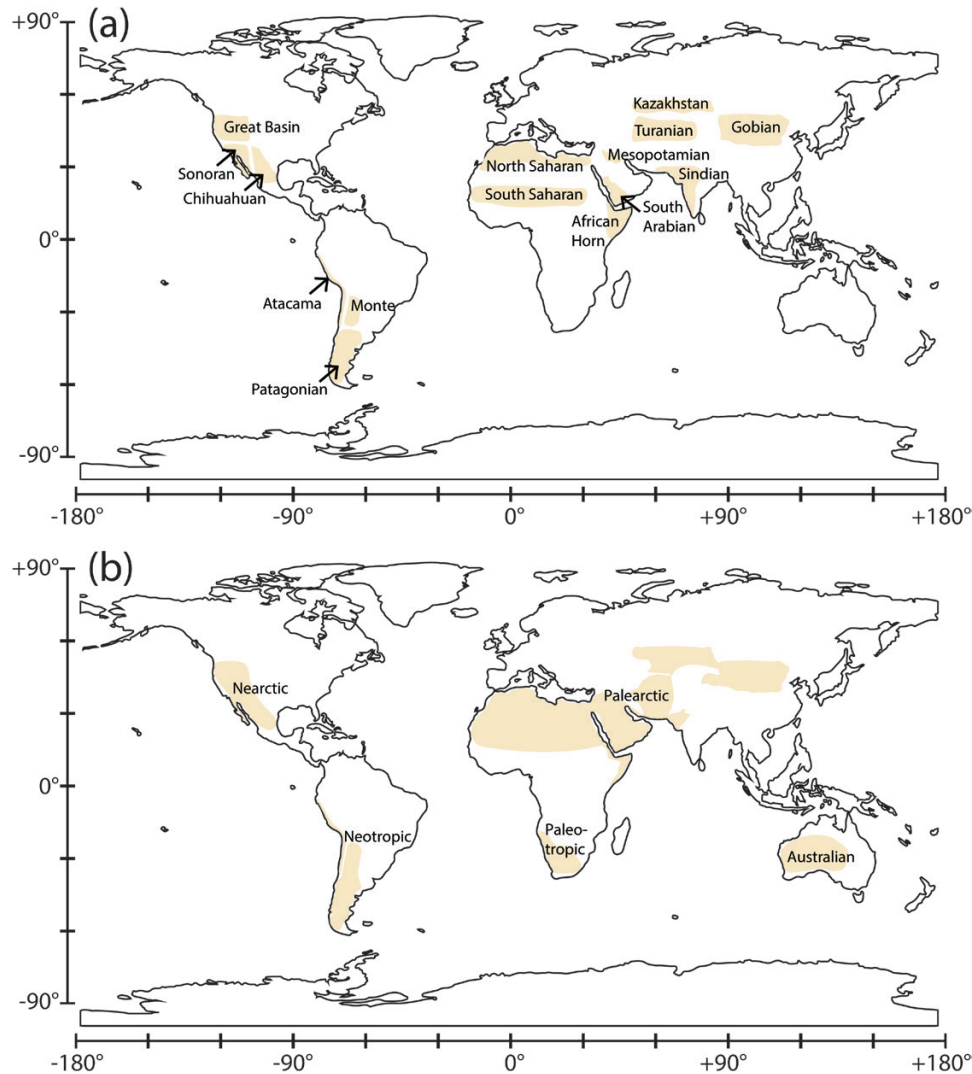 +90°
(a)
Kazakhstan
Great Basin
Turanian
Gobian
Mesopotamian
North Saharan
Sindian
Sonoran
South Saharan
Chihuahuan
South
Arabian
African
Horn
0°
Atacama
Monte
Patagonian
-90°
-180°
-90°
0°
+90°
+180°
+90°
(b)
Nearctic
Palearctic
0°
Paleo-
tropic
Neotropic
Australian
-90°
-180°
-90°
0°
+90°
+180°